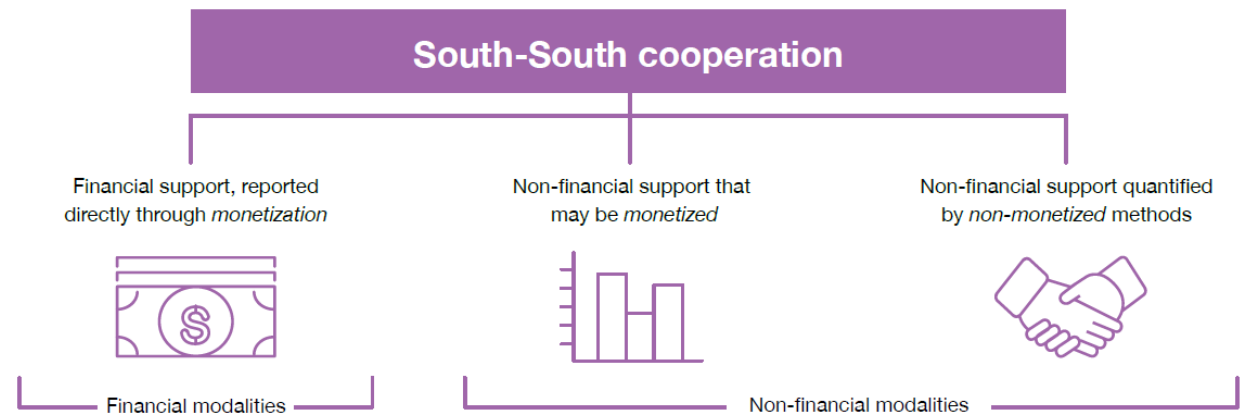 South-South cooperation
Financial support, reported
directly through monetization
Non-financial support that
may be monetized
Non-financial support quantified
by non-monetized methods
$
Financial modalities
Non-financial modalities